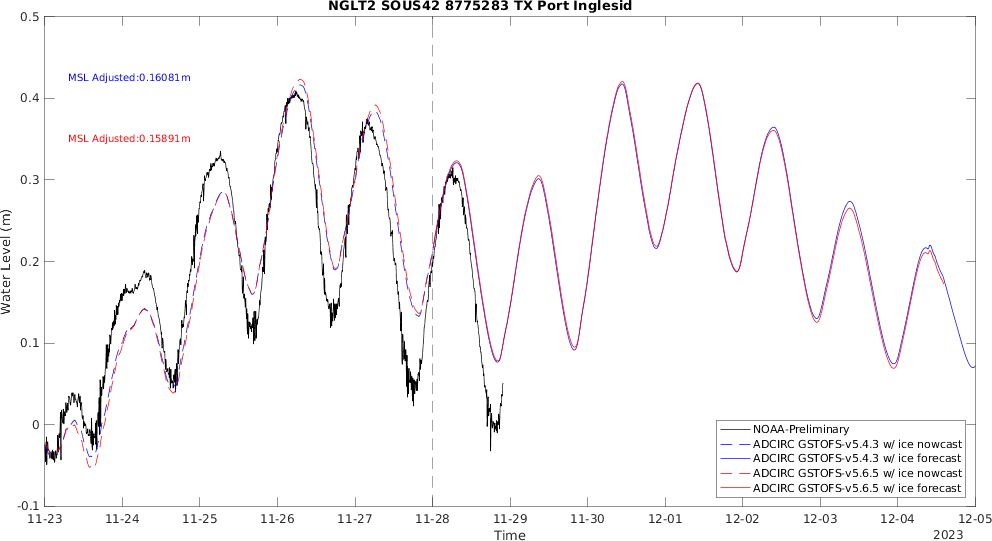 NGLT2 SOUS42 8775283 TX Port Inglesid
0.5
MSL Adjusted:0.16081m
0.4
MSL Adjusted:0.15891m
0.3
Water Level (m)
0.2
0.1
0
-0.1
NOAA-Preliminary
ADCIRC GSTOFS-v5.4.3 w/ ice nowcast
ADCIRC GSTOFS-v5.4.3 w/ ice forecast
ADCIRC GSTOFS-v5.6.5 w/ ice nowcast
ADCIRC GSTOFS-v5.6.5 w/ ice forecast
11-23 11-24 11-25 11-26 11-27 11-28 11-29 11-30 12-01 12-02 12-03 12-04 12-05
Time
2023